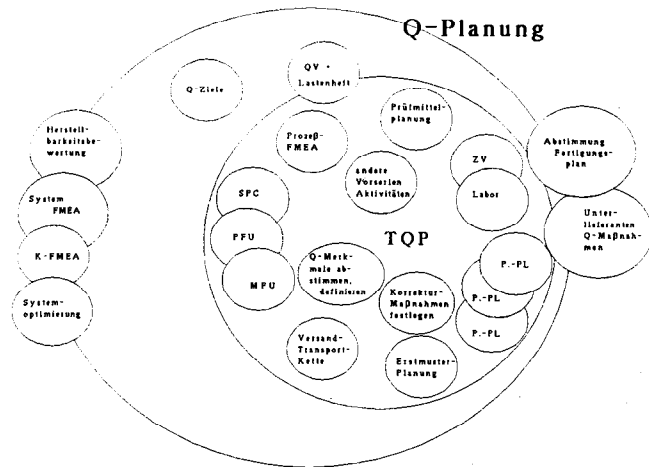 Q-Planung
QV +
Lastenheft
Q-Ziele
Prüfmittel-
planung
Herstell-
barkeitsbe-
wertung
Prozeß-
FMEA
Abstimmung
Fertigungs-
plan
andere
Vorserien
Aktivitäten
ZV
Labor
SPC
System
FMEA
Unter-
lieferanten
Q-Maßnahmen
TQP
PFU
K-FMEA
Q-Merk-
male ab-
stimmen,
definieren
P.-PL
MPU
P.-PL
P.-PL
Korrektur-
Maßnahmen
festlegen
System-
optimierung
Versand-
Transport-
Kette
Erstmuster-
Planung